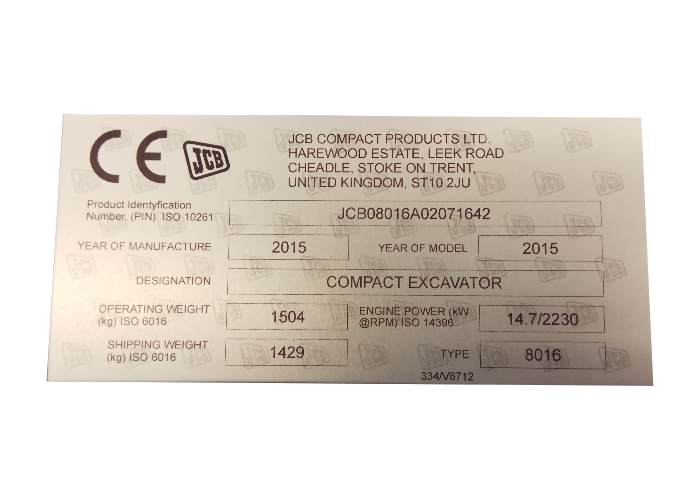 CE JCB
JCB COMPACT PRODUCTS LTD.
HAREWOOD ESTATE, LEEK ROAD
CHEADLE, STOKE ON TRENT,
UNITED KINGDOM, ST10 2JU
Product Identyfication
Number, (PIN) ISO 10261
JCB08016A02071642
YEAR OF MANUFACTURE 2015 YEAR OF MODEL 2015
DESIGNATION COMPACT EXCAVATOR
OPERATING WEIGHT
(kg) ISO 6016
1504
ENGINE POWER (kW
@RPM) ISO 14396
14.7/2230
SHIPPING WEIGHT
(kg) ISO 6016
1429
TYPE 8016
334/V6712